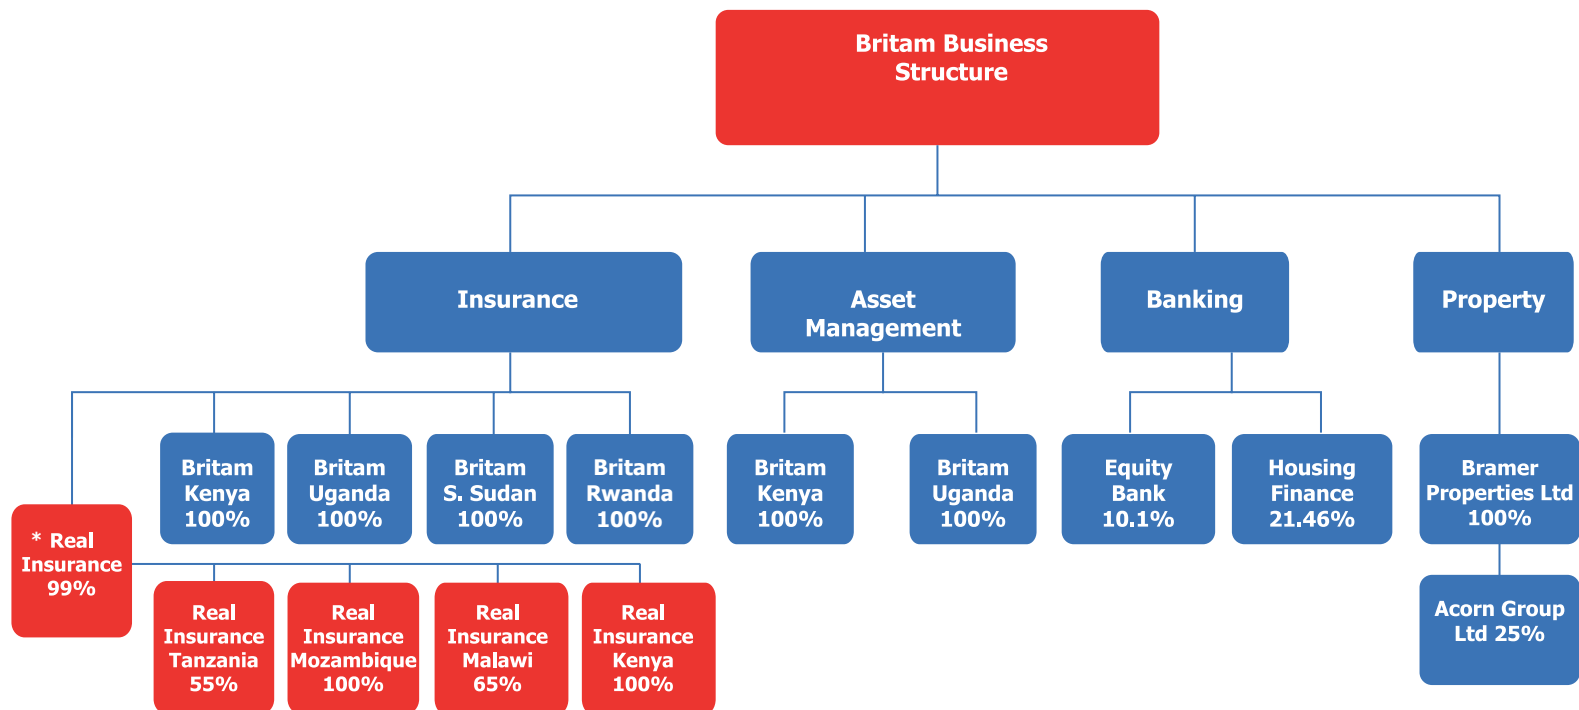 Britam Business
Structure
Insurance
Asset
Management
Banking
Property
Britam
Kenya
100%
Britam
Uganda
100%
Britam
S. Sudan
100%
Britam
Rwanda
100%
Britam
Kenya
100%
Britam
Uganda
100%
Equity
Bank
10.1%
Housing
Finance
21.46%
Bramer
Properties Ltd
100%
* Real
Insurance
99%
Real
Insurance
Tanzania
55%
Real
Insurance
Mozambique
100%
Real
Insurance
Malawi
65%
Real
Insurance
Kenya
100%
Acorn Group
Ltd 25%